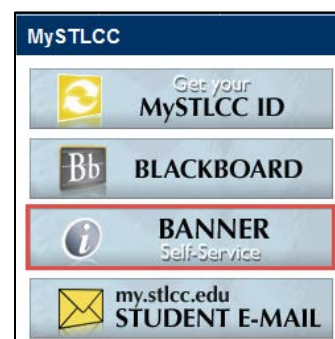 MySTLCC
Get your
MySTLCC ID
Bb
BLACKBOARD
i
BANNER
Self-Service
my.stlcc.edu
STUDENT E-MAIL